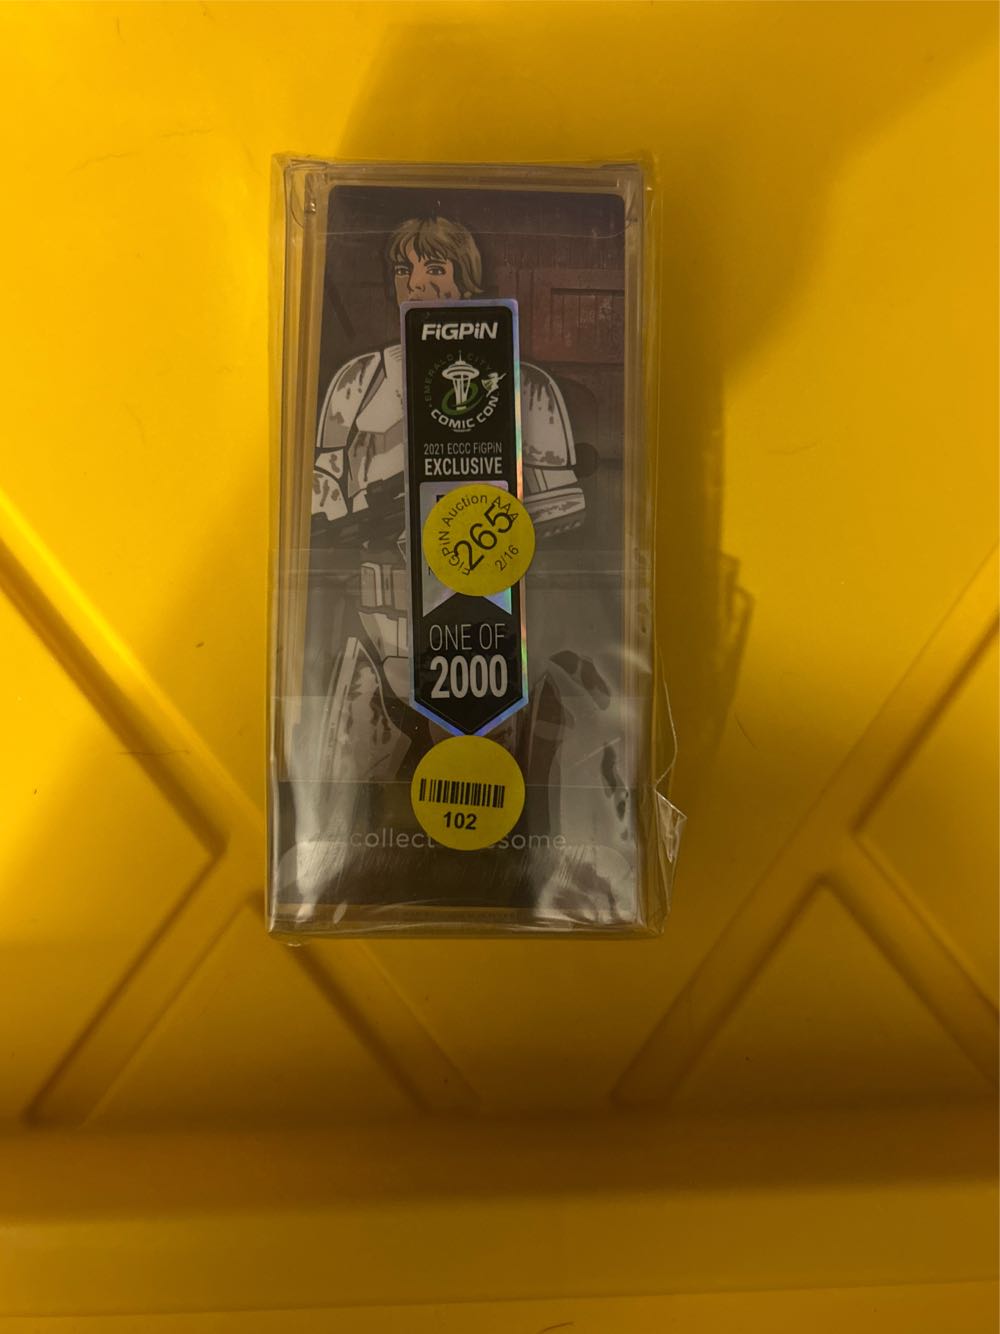 FiGPiN
EMERALD CITY
COMIC CON
2021 ECCC FiGPiN
EXCLUSIVE
FiGPiN Auction AAA
265
2/16
ONE OF
2000
102
collect some